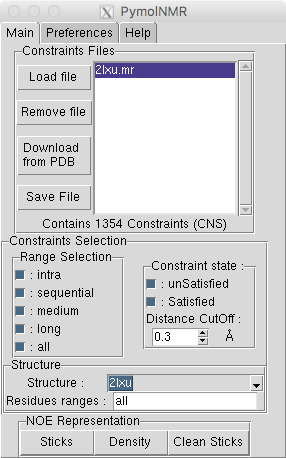 PymolNMR
Main Preferences Help
Constraints Files
Load file
2lxu.mr
Remove file
Download
from PDB
Save File
Contains 1354 Constraints (CNS)
Constraints Selection
Range Selection
: intra
: sequential
: medium
: long
: all
Constraint state :
: unSatisfied
: Satisfied
Distance CutOff :
0.3 Å
Structure
Structure : 2lxu
Residues ranges : all
NOE Representation
Sticks Density Clean Sticks